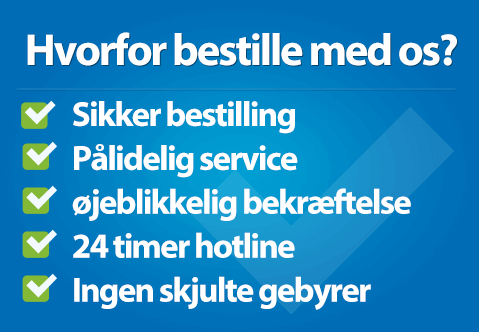 Hvorfor bestille med os?
Sikker bestilling
Pålidelig service
øjeblikkelig bekræftelse
24 timer hotline
Ingen skjulte gebyrer